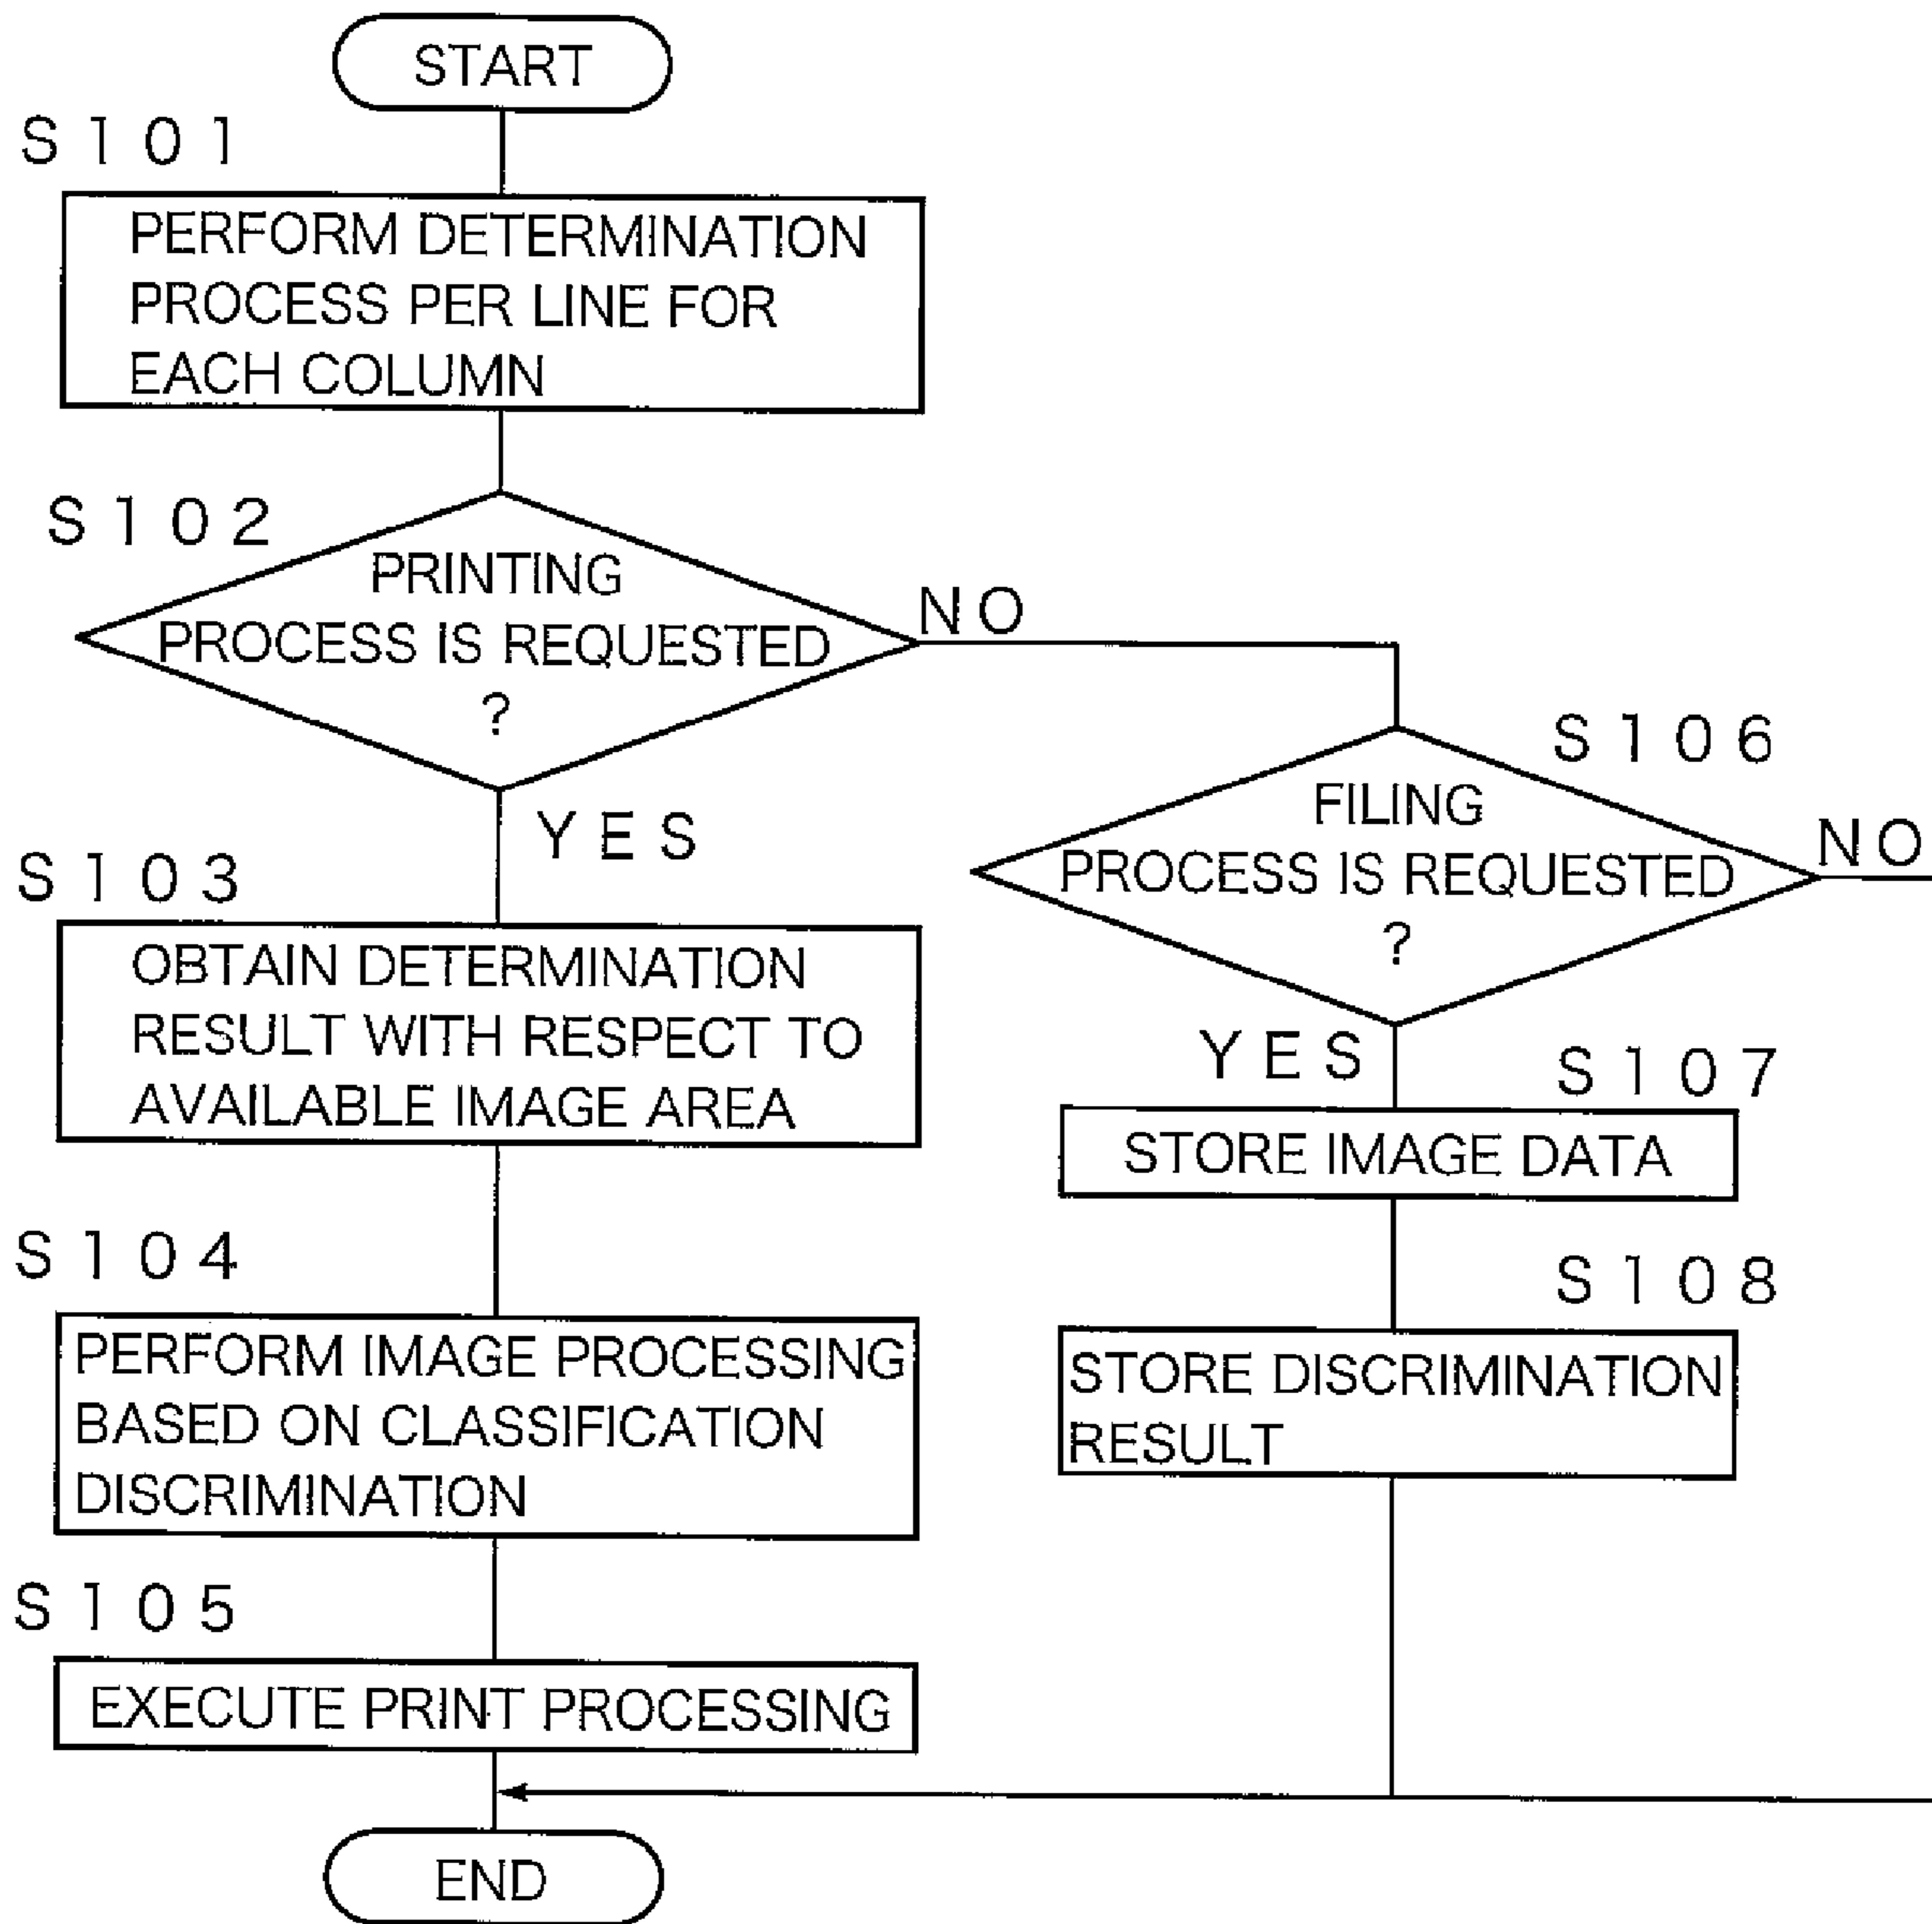 START
S101
PERFORM DETERMINATION
PROCESS PER LINE FOR
EACH COLUMN
S102
PRINTING
PROCESS IS REQUESTED
?
NO
YES
S103
OBTAIN DETERMINATION
RESULT WITH RESPECT TO
AVAILABLE IMAGE AREA
S104
PERFORM IMAGE PROCESSING
BASED ON CLASSIFICATION
DISCRIMINATION
S105
EXECUTE PRINT PROCESSING
S106
FILING
PROCESS IS REQUESTED
?
NO
YES
S107
STORE IMAGE DATA
S108
STORE DISCRIMINATION
RESULT
END